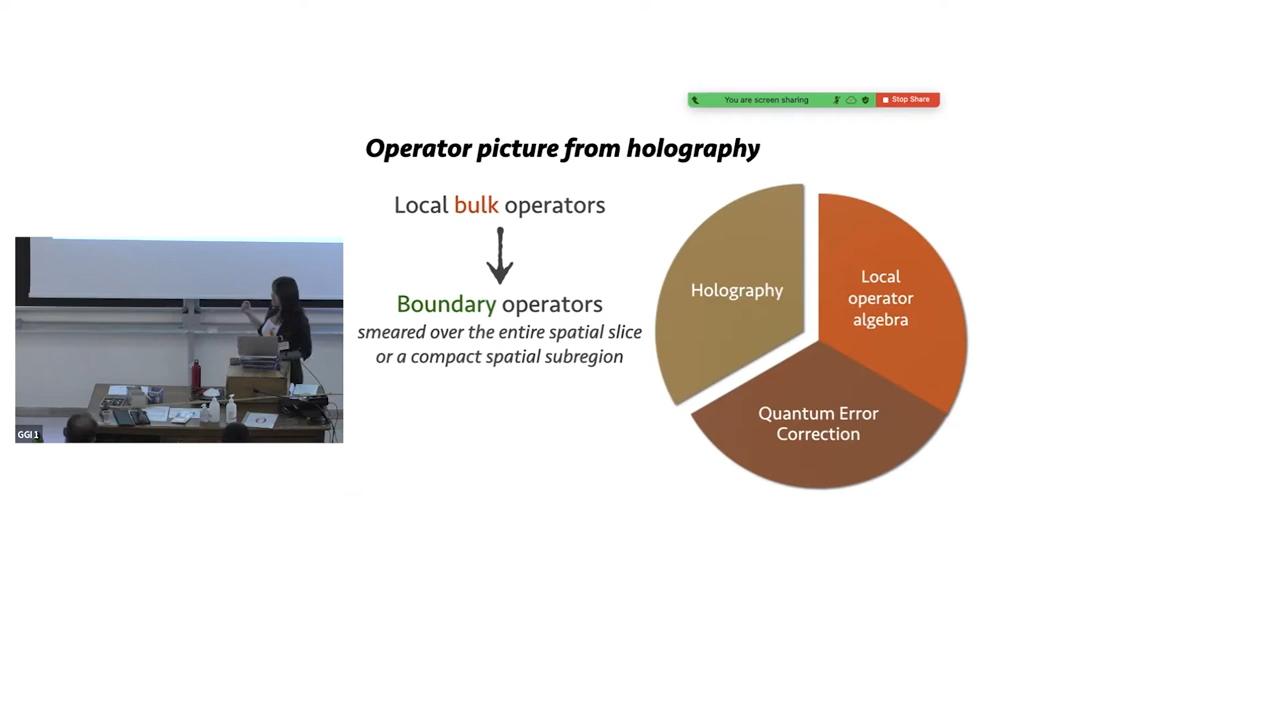 You are screen sharing
Stop Share
Operator picture from holography
Local bulk operators
Boundary operators
smeared over the entire spatial slice
or a compact spatial subregion
Holography
Local
operator
algebra
Quantum Error
Correction
GGI 1